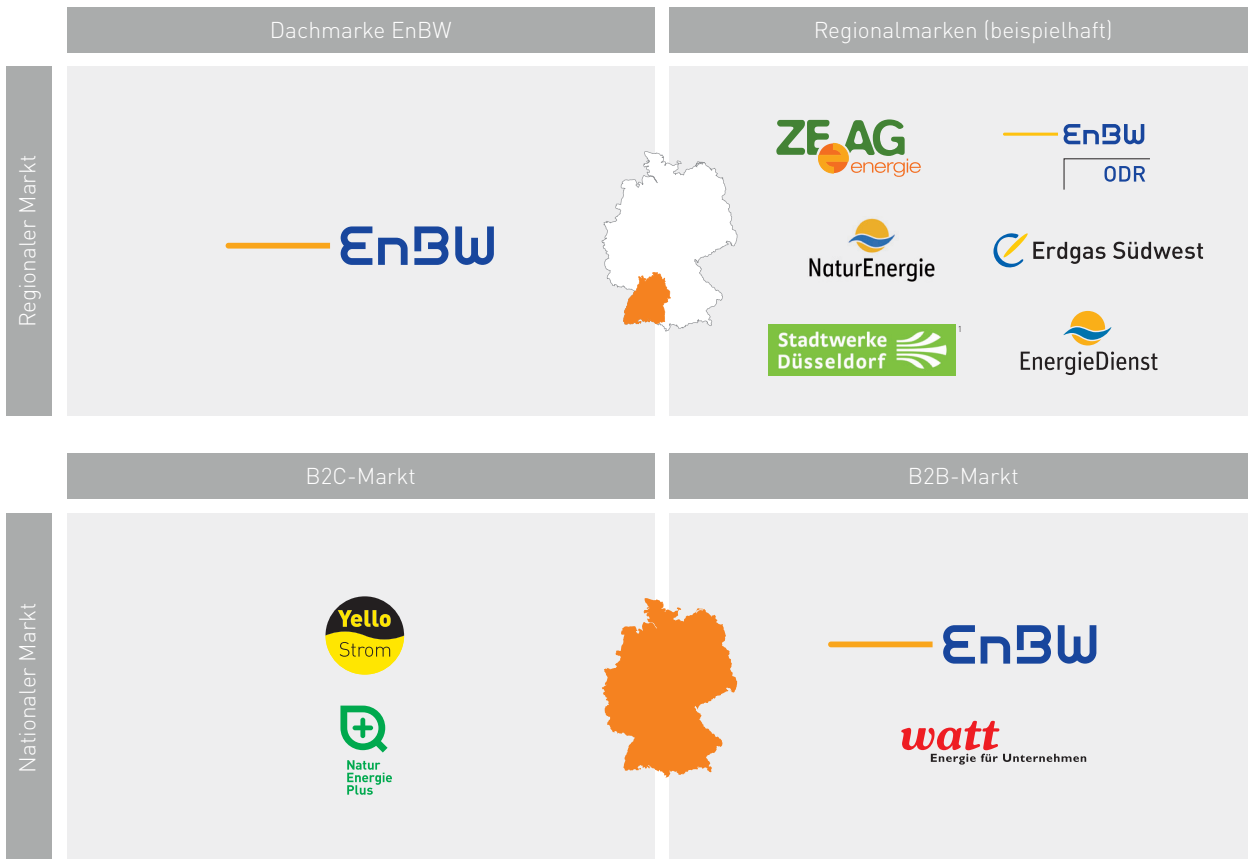 Dachmarke EnBW
Regionalmarken (beispielhaft)
Regionaler Markt
EnBW
ZEAG
energie
EnBW
ODR
NaturEnergie
Erdgas Südwest
Stadtwerke
Düsseldorf
1
EnergieDienst
B2C-Markt
B2B-Markt
Nationaler Markt
Yello
Strom
Natur
Energie
Plus
EnBW
watt
Energie für Unternehmen